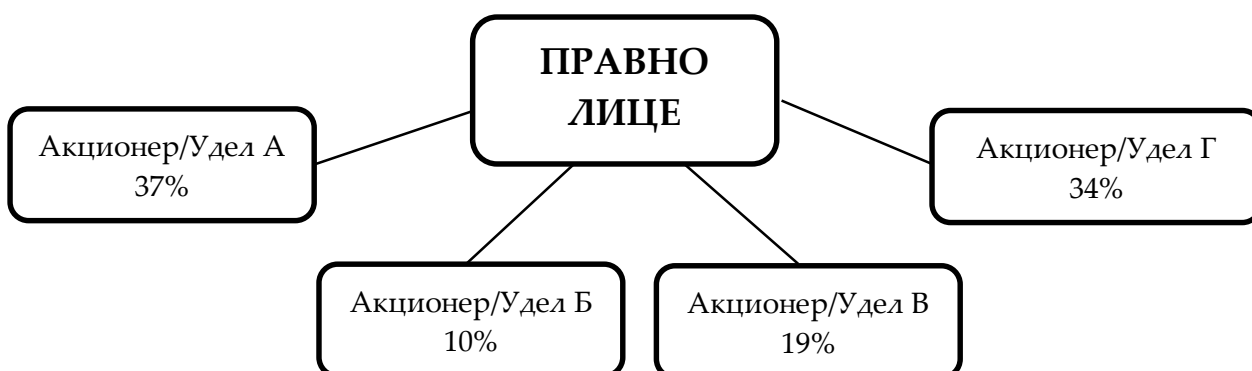 ПРАВНО
ЛИЦЕ
Акционер/Удел А
37%
Акционер/Удел Г
34%
Акционер/Удел Б
10%
Акционер/Удел В
19%